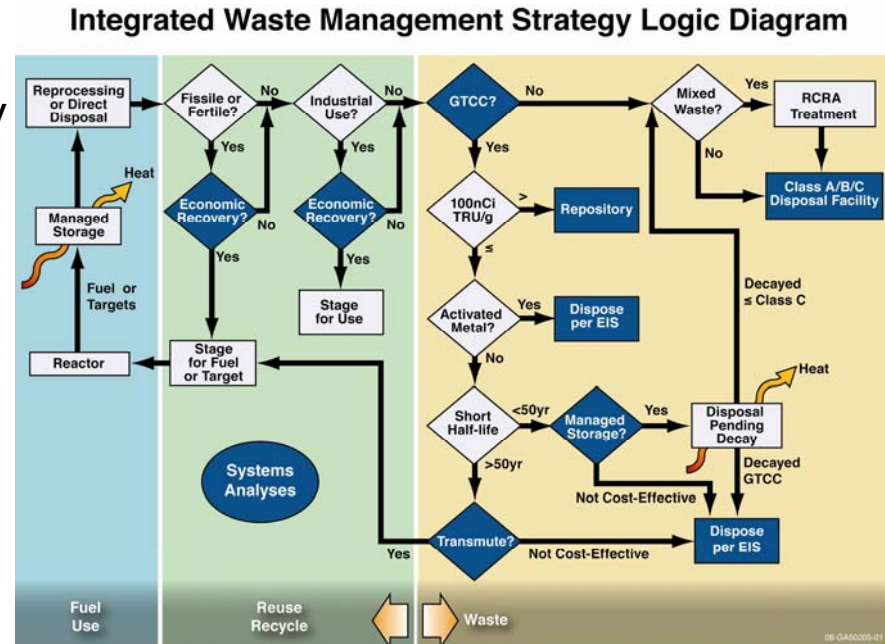 Integrated Waste Management Strategy Logic Diagram
y
Reprocessing
or Direct
Disposal
Heat
Managed
Storage
Fuel or
Targets
Reactor
Fissile or
Fertile?
No
Yes
Economic
Recovery?
No
Yes
Stage
for Fuel
or Target
Industrial
Use?
No
Yes
Economic
Recovery?
No
Yes
Stage
for Use
Systems
Analyses
GTCC?
No
Yes
100nCi
TRU/g
>
Repository
≤
Activated
Metal?
Yes
Dispose
per EIS
No
Short
Half-life
<50yr
Managed
Storage?
Yes
Disposal
Pending
Decay
Heat
>50yr
Not Cost-Effective
Decayed
GTCC
Transmute?
Yes
Not Cost-Effective
Dispose
per EIS
Mixed
Waste?
Yes
RCRA
Treatment
No
Class A/B/C
Disposal Facility
Decayed
≤ Class C
Fuel
Use
Reuse
Recycle
Waste
08-GA50205-01